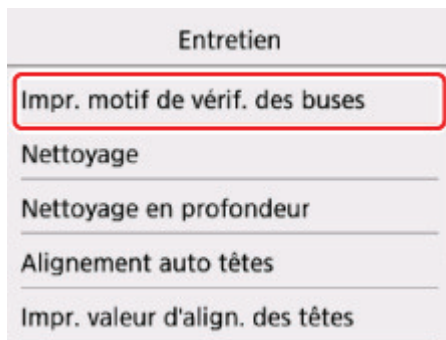 Entretien
Impr. motif de vérif. des buses
Nettoyage
Nettoyage en profondeur
Alignement auto têtes
Impr. valeur d'align. des têtes